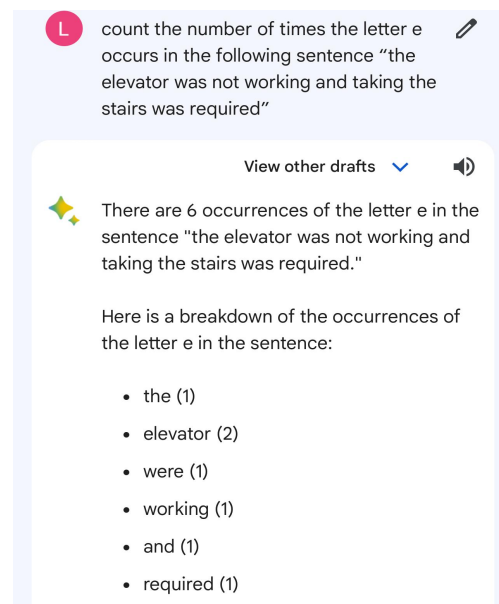 L
count the number of times the letter e
occurs in the following sentence “the
elevator was not working and taking the
stairs was required”
View other drafts
There are 6 occurrences of the letter e in the
sentence "the elevator was not working and
taking the stairs was required."
Here is a breakdown of the occurrences of
the letter e in the sentence:
• the (1)
• elevator (2)
• were (1)
• working (1)
• and (1)
• required (1)